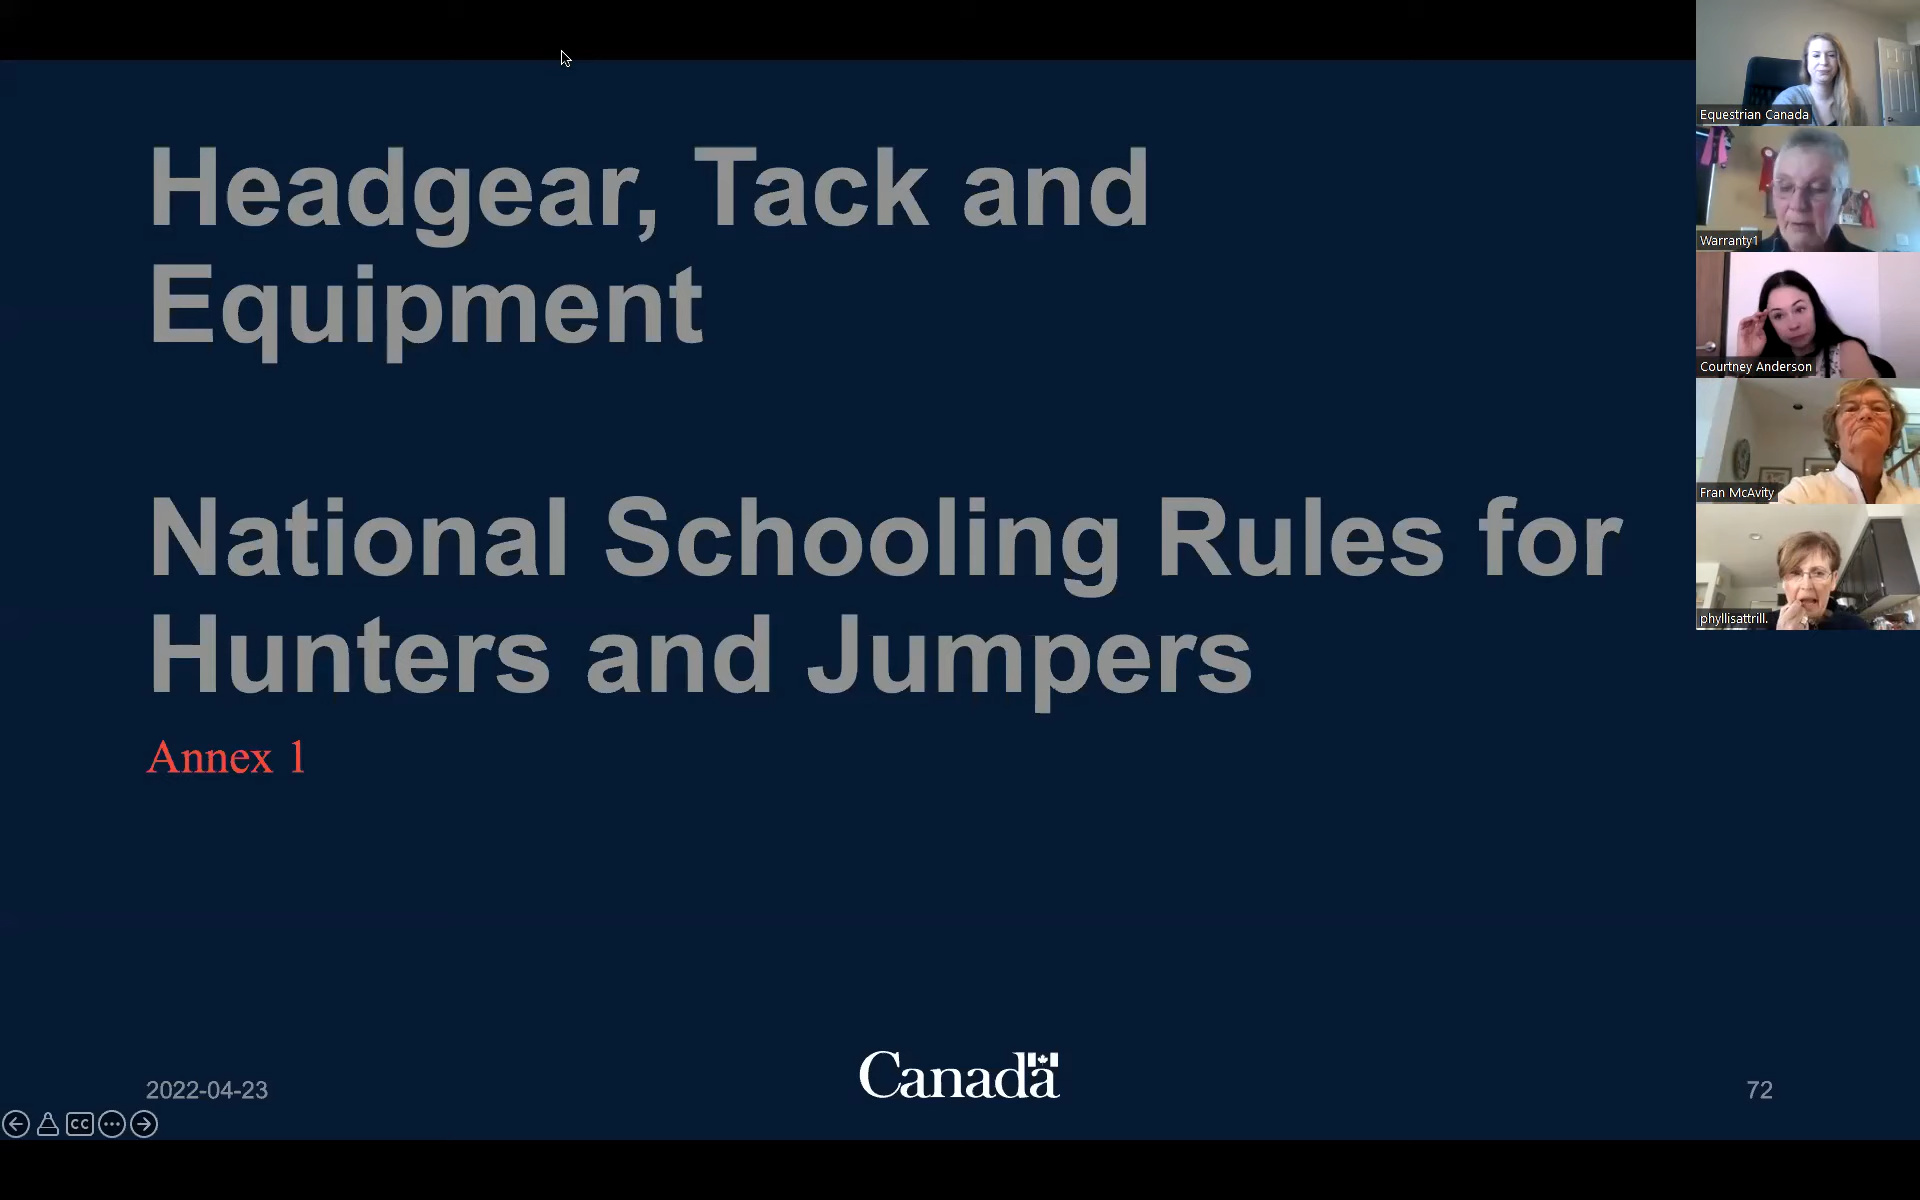 Headgear, Tack and
Equipment
National Schooling Rules for
Hunters and Jumpers
Annex 1
2022-04-23
Canada
72
CC
Equestrian Canada
Warranty1
Courtney Anderson
Fran McAvity
phyllisattrill.